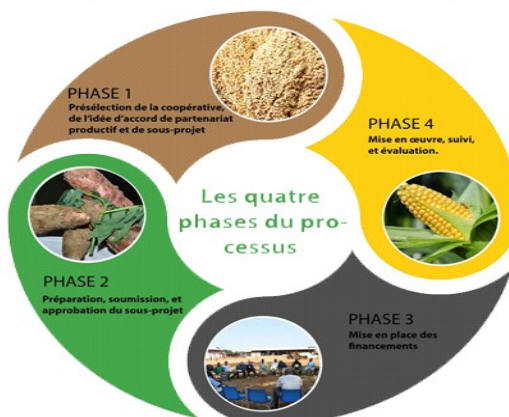 PHASE 1
Présélection de la coopérative,
de l'idée d'accord de partenariat
productif et de sous-projet
PHASE 4
Mise en œuvre, suivi,
et évaluation.
Les quatre
phases du pro-
cessus
PHASE 2
Préparation, soumission, et
approbation du sous-projet
PHASE 3
Mise en place des
financements